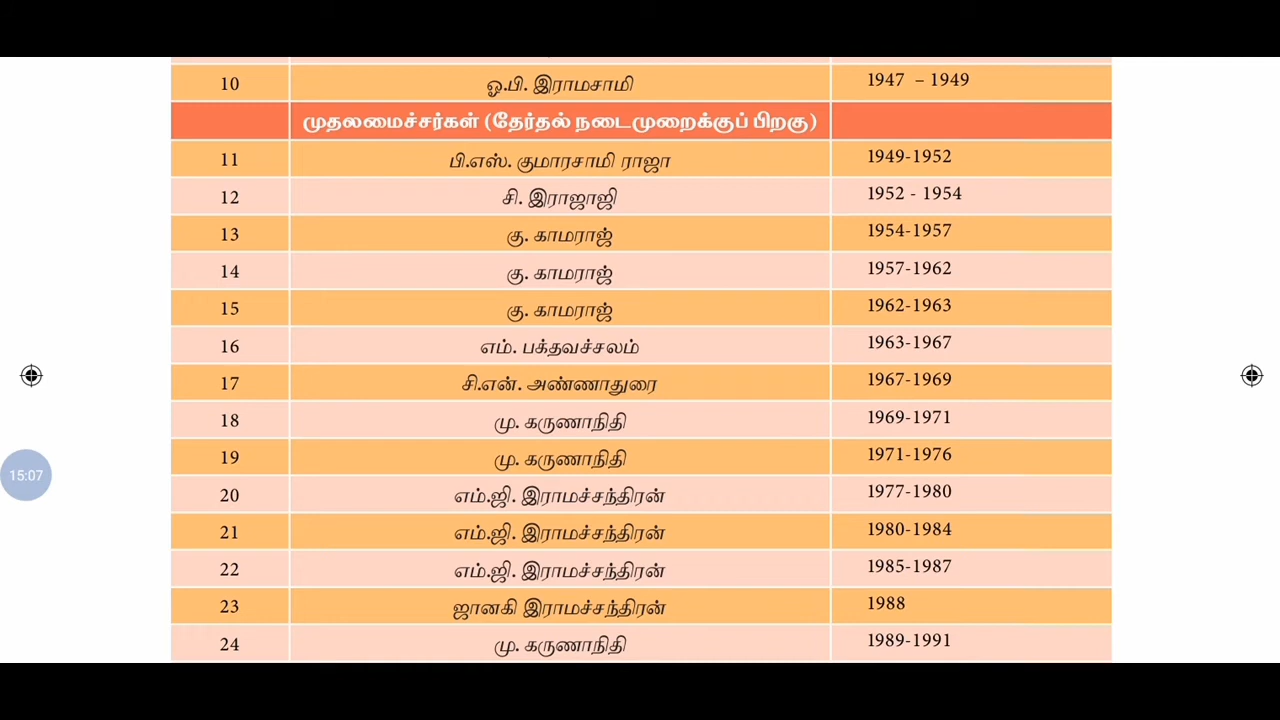 10 ஓ.பி. இராமசாமி 1947 – 1949
முதலமைச்சர்கள் (தேர்தல் நடைமுறைக்குப் பிறகு)
11 பி.எஸ். குமாரசாமி ராஜா 1949-1952
12 சி. இராஜாஜி 1952 - 1954
13 கு. காமராஜ் 1954-1957
14 கு. காமராஜ் 1957-1962
15 கு. காமராஜ் 1962-1963
16 எம். பக்தவச்சலம் 1963-1967
17 சி.என். அண்ணாதுரை 1967-1969
18 மு. கருணாநிதி 1969-1971
19 மு. கருணாநிதி 1971-1976
20 எம்.ஜி. இராமச்சந்திரன் 1977-1980
21 எம்.ஜி. இராமச்சந்திரன் 1980-1984
22 எம்.ஜி. இராமச்சந்திரன் 1985-1987
23 ஜானகி இராமச்சந்திரன் 1988
24 மு. கருணாநிதி 1989-1991
15:07